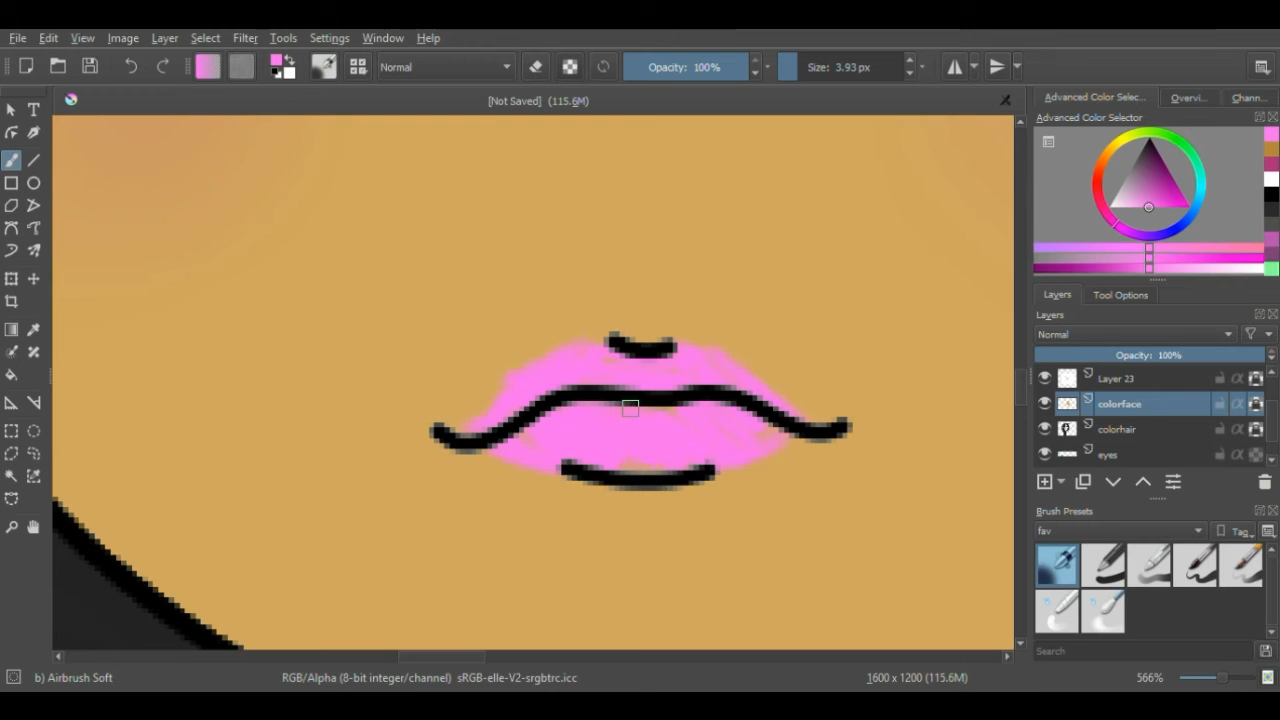 File Edit View Image Layer Select Filter Tools Settings Window Help
Normal Opacity: 100% Size: 3.93 px
[Not Saved] (115.6M)
Advanced Color Selec... Overvi... Chann...
Advanced Color Selector
Layers Tool Options
Layers
Normal
Opacity: 100%
Layer 23
colorface
colorhair
eyes
Brush Presets
fav Tag
Search
b) Airbrush Soft RGB/Alpha (8-bit integer/channel) sRGB-elle-V2-srgbtrc.icc 1600 x 1200 (115.6M) 566%